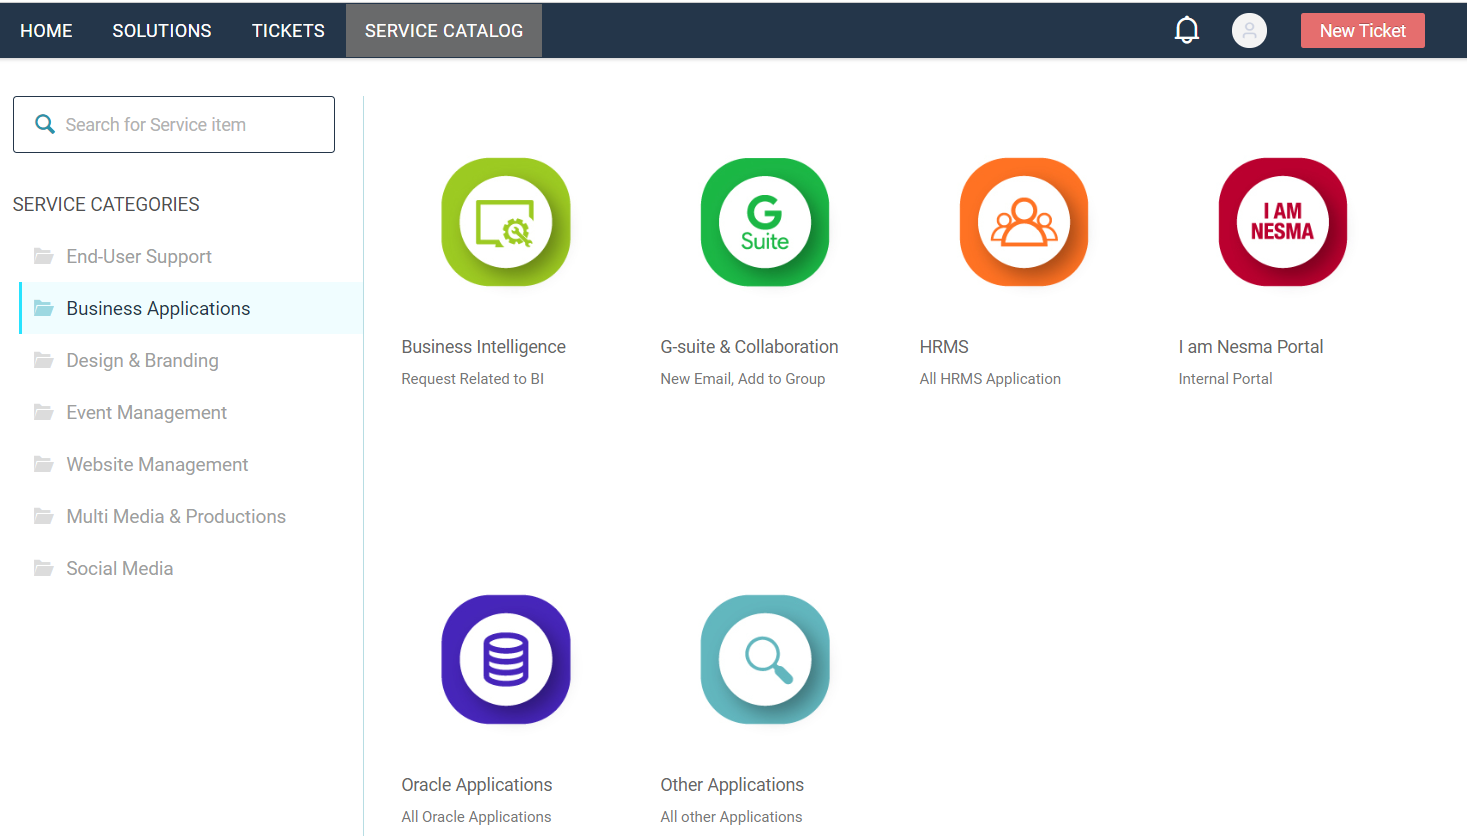 HOME SOLUTIONS TICKETS SERVICE CATALOG New Ticket
Search for Service item
SERVICE CATEGORIES
End-User Support
Business Applications
Design & Branding
Event Management
Website Management
Multi Media & Productions
Social Media
G
Suite
I AM
NESMA
Business Intelligence
Request Related to BI
G-suite & Collaboration
New Email, Add to Group
HRMS
All HRMS Application
I am Nesma Portal
Internal Portal
Oracle Applications
All Oracle Applications
Other Applications
All other Applications